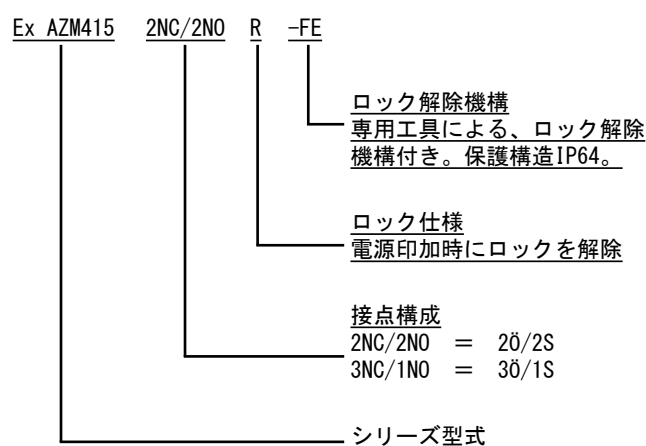 Ex AZM415 2NC/2NO R -FE
ロック解除機構
専用工具による、ロック解除
機構付き。保護構造IP64。
ロック仕様
電源印加時にロックを解除
接点構成
2NC/2NO ＝ 2Ö/2S
3NC/1NO ＝ 3Ö/1S
シリーズ型式